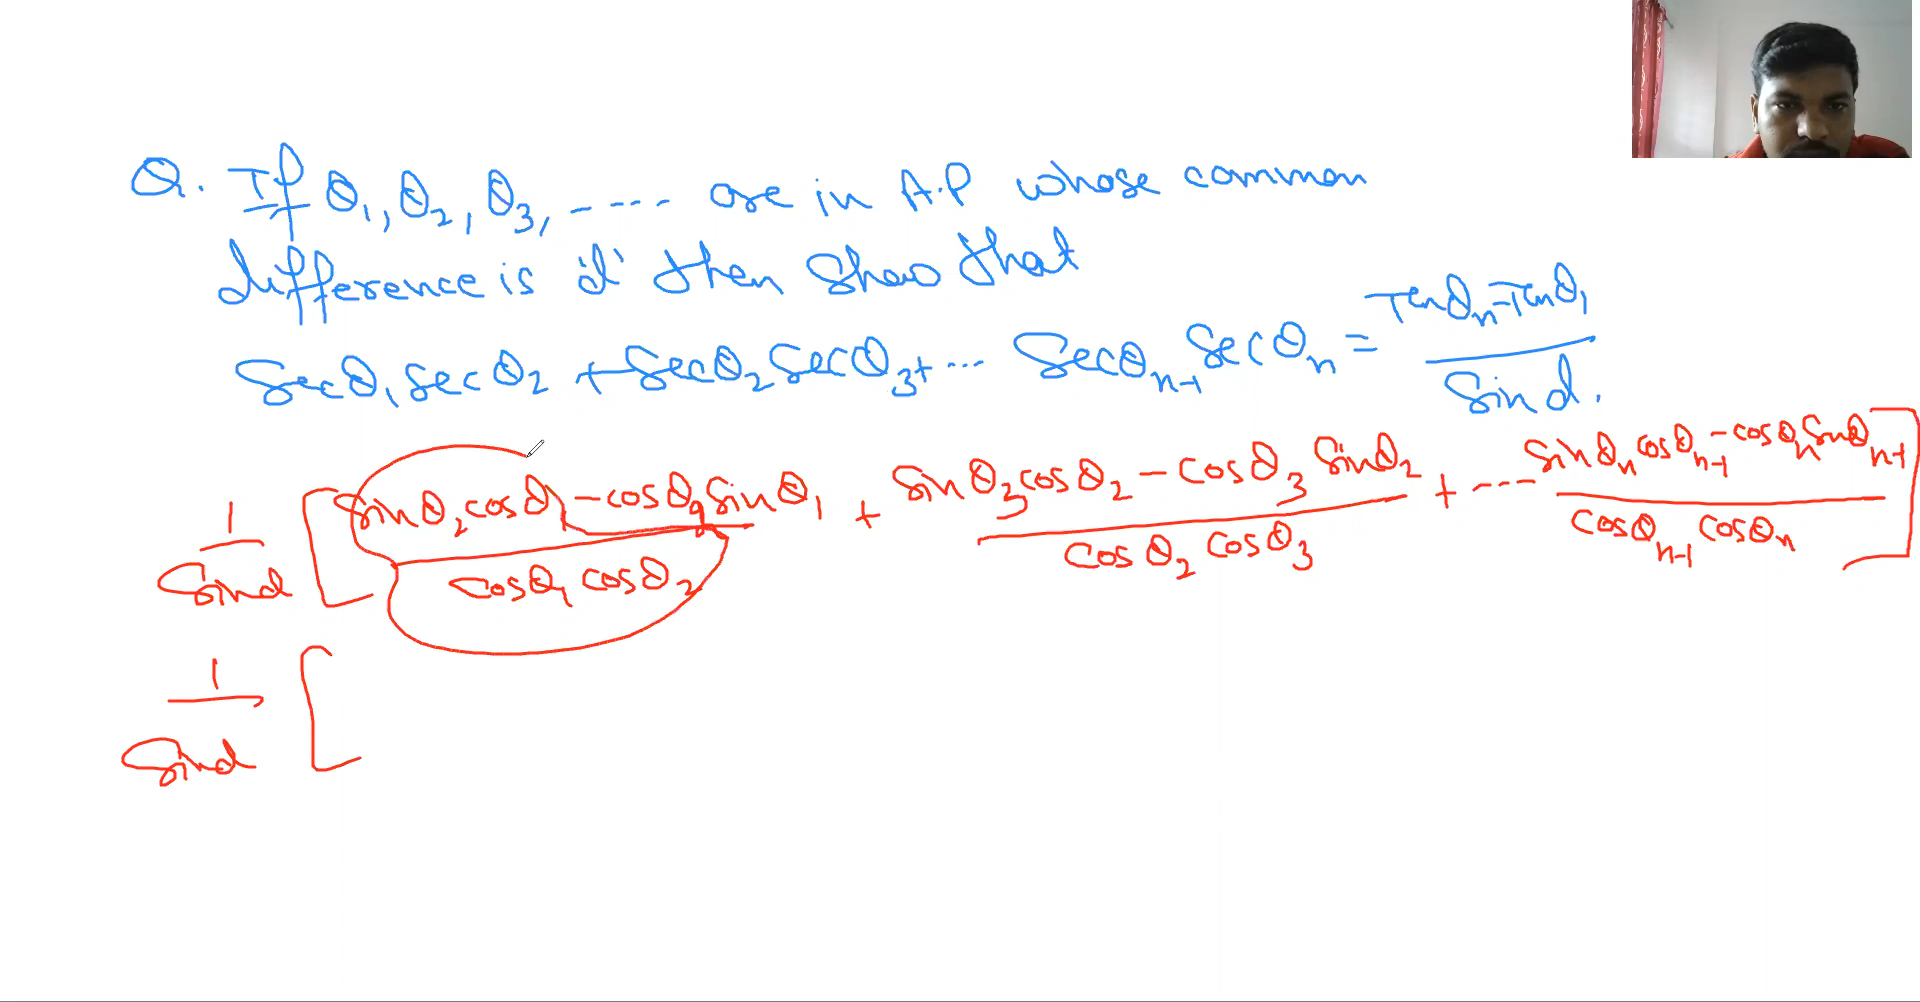 Q. If θ₁, θ₂, θ₃, ---- are in A.P whose common
difference is 'd' then show that
Secθ₁ secθ₂ + Secθ₂ Secθ₃ + ... Secθₙ₋₁ Secθₙ = (Tanθₙ - Tanθ₁) / Sin d.
1/Sind [ (sinθ₂ cosθ₁ - cosθ₂ sinθ₁) / (cosθ₁ cosθ₂) + (sinθ₃ cosθ₂ - cosθ₃ sinθ₂) / (cosθ₂ cosθ₃) + ---- (sinθₙ cosθₙ₋₁ - cosθₙ sinθₙ₋₁) / (cosθₙ₋₁ cosθₙ) ]
1/Sind [